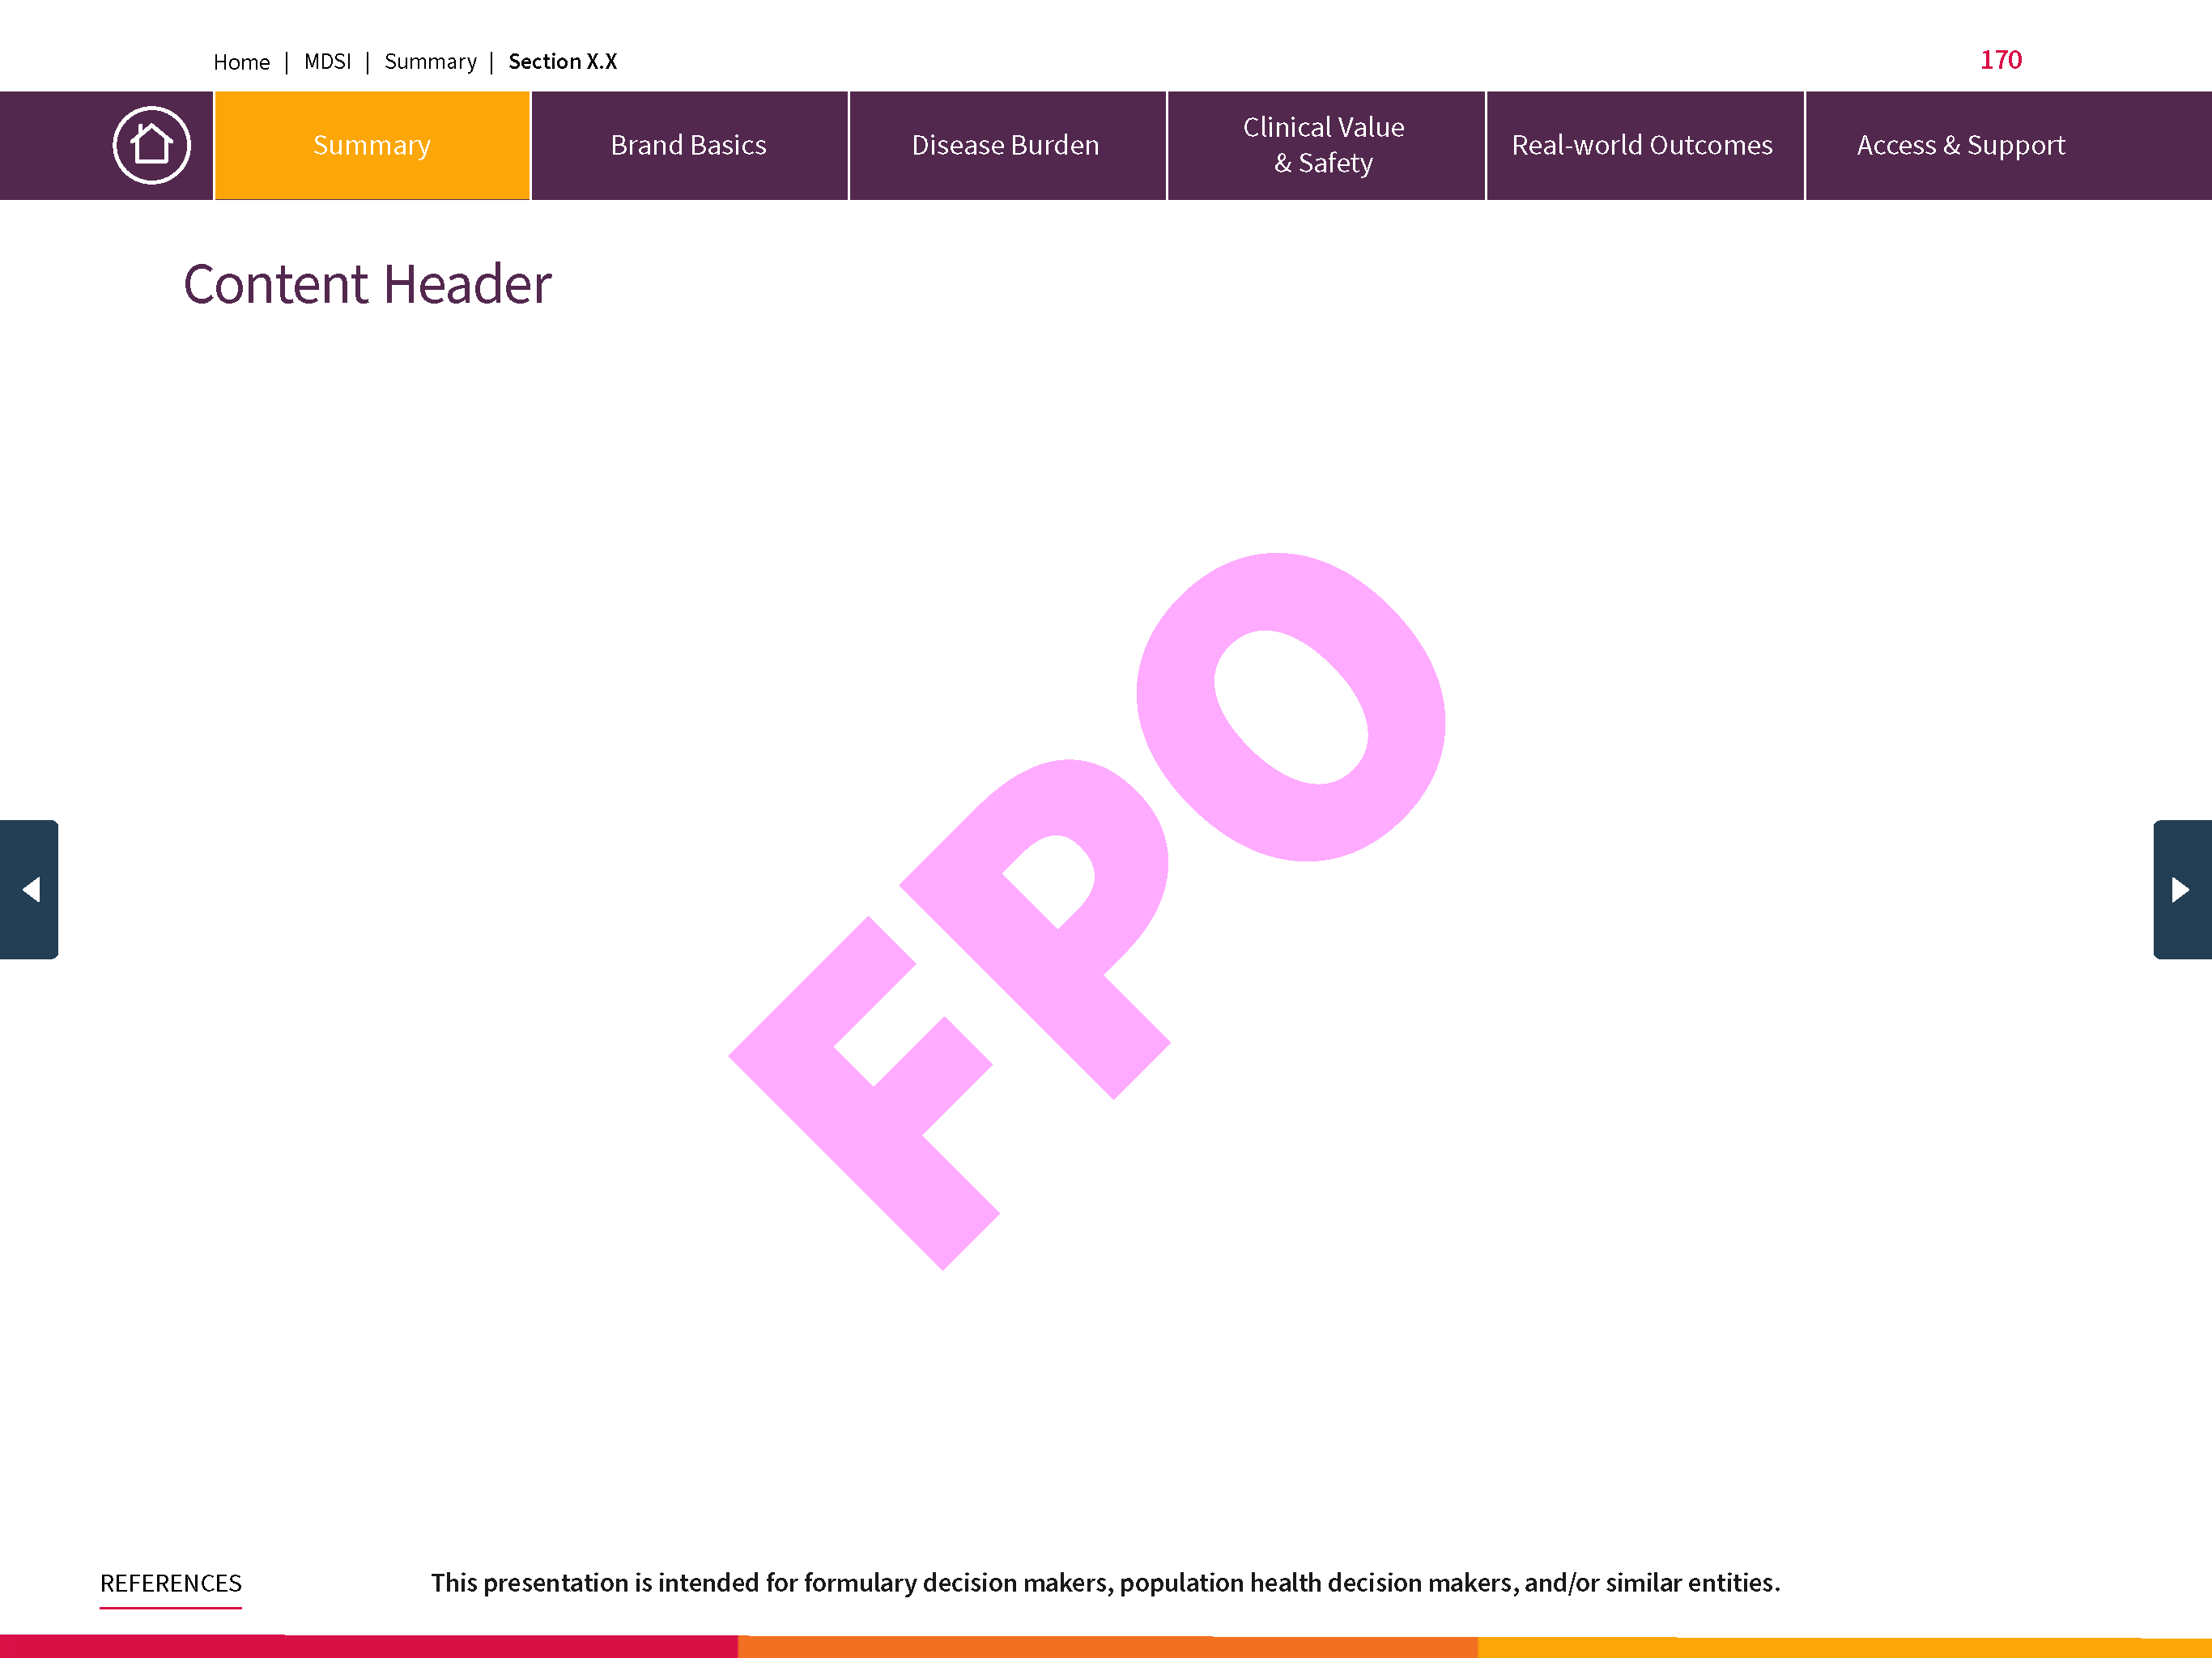 Home | MDSI | Summary | Section X.X
170
Summary
Brand Basics
Disease Burden
Clinical Value
& Safety
Real-world Outcomes
Access & Support
Content Header
FPO
REFERENCES
This presentation is intended for formulary decision makers, population health decision makers, and/or similar entities.